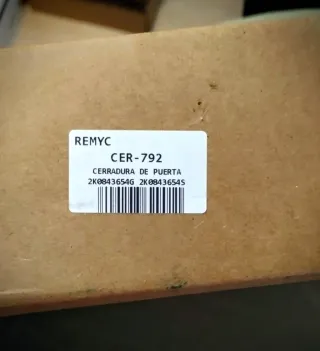 REMYC
CER-792
CERRADURA DE PUERTA
2K0843654G 2K0843654S